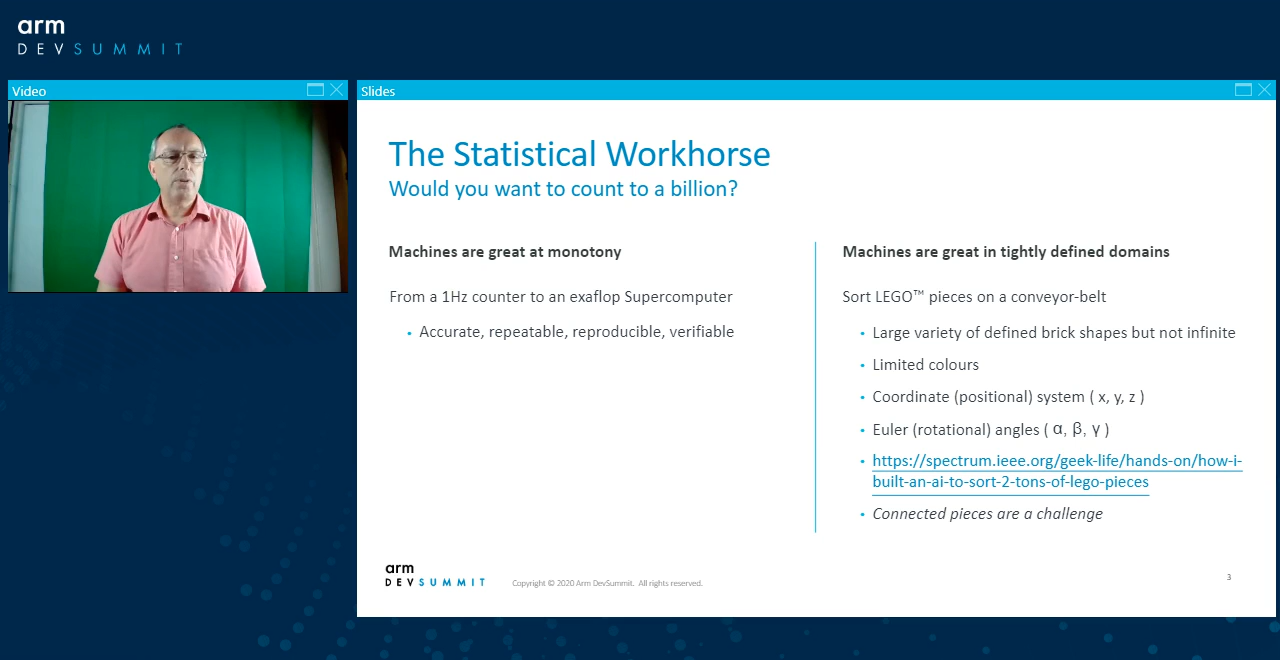 arm
DEVSUMMIT
Video
Slides
The Statistical Workhorse
Would you want to count to a billion?
Machines are great at monotony
From a 1Hz counter to an exaflop Supercomputer
• Accurate, repeatable, reproducible, verifiable
Machines are great in tightly defined domains
Sort LEGO™ pieces on a conveyor-belt
• Large variety of defined brick shapes but not infinite
• Limited colours
• Coordinate (positional) system ( x, y, z )
• Euler (rotational) angles ( α, β, γ )
• https://spectrum.ieee.org/geek-life/hands-on/how-i-
built-an-ai-to-sort-2-tons-of-lego-pieces
• Connected pieces are a challenge
arm
DEVSUMMIT
Copyright © 2020 Arm DevSummit. All rights reserved.
3